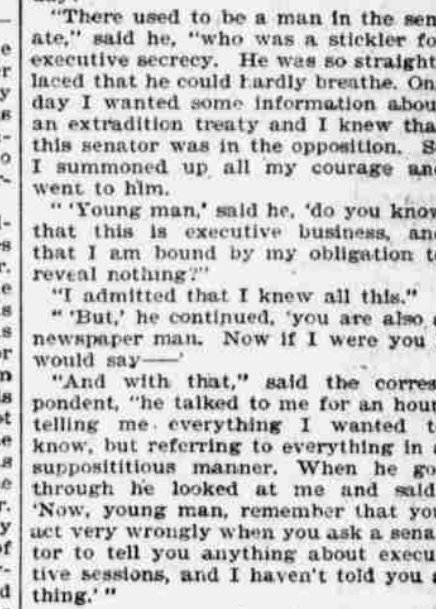 "There used to be a man in the sen
ate," said he, "who was a stickler fo
executive secrecy. He was so straight
laced that he could hardly breathe. On
day I wanted some information abou
an extradition treaty and I knew tha
this senator was in the opposition. S
I summoned up all my courage and
went to him.
" 'Young man,' said he, 'do you know
that this is executive business, and
that I am bound by my obligation to
reveal nothing?"
"I admitted that I knew all this."
" 'But,' he continued, 'you are also a
newspaper man. Now if I were you I
would say——'
"And with that," said the corres
pondent, "he talked to me for an hour
telling me everything I wanted to
know, but referring to everything in a
supposititious manner. When he go
through he looked at me and said
'Now, young man, remember that you
act very wrongly when you ask a sena
tor to tell you anything about execu
tive sessions, and I haven't told you a
thing.' "